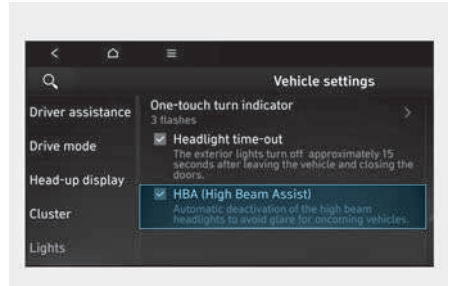 Vehicle settings
Driver assistance
Drive mode
Head-up display
Cluster
Lights
One-touch turn indicator
3 flashes
Headlight time-out
The exterior lights turn off approximately 15
seconds after leaving the vehicle and closing the
doors.
HBA (High Beam Assist)
Automatic deactivation of the high beam
headlights to avoid glare for oncoming vehicles.